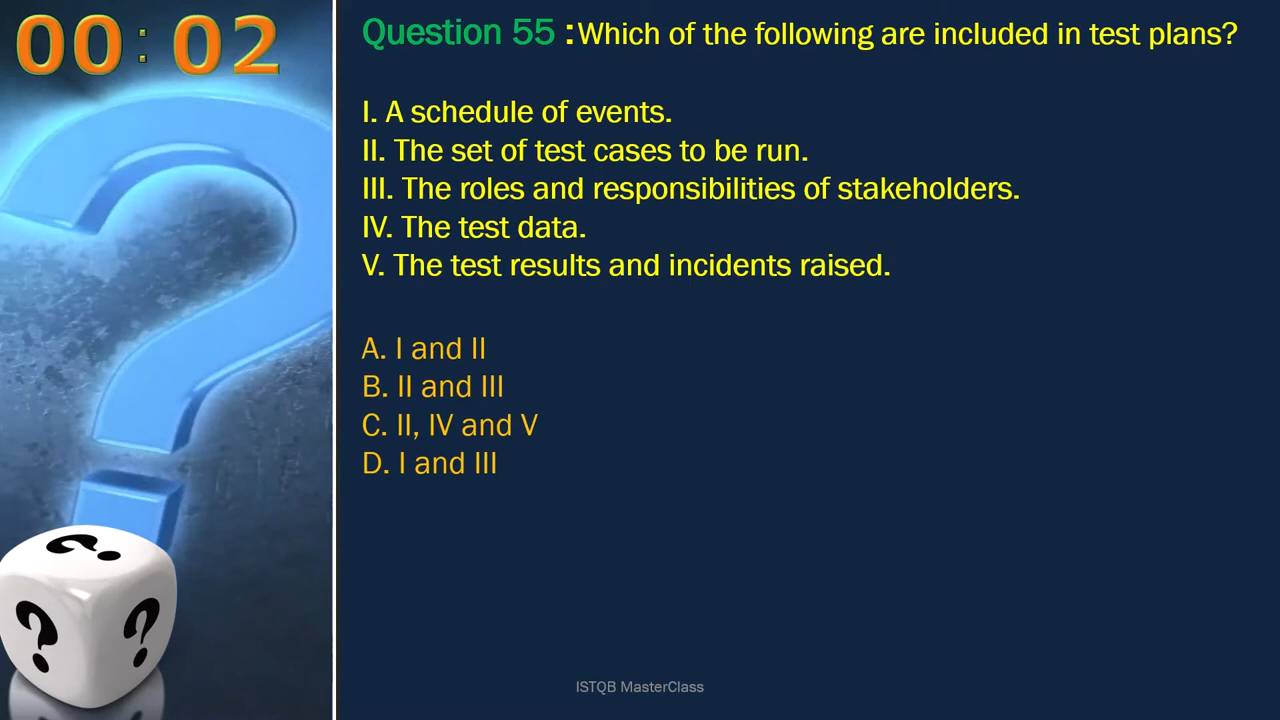 00:02
Question 55 :Which of the following are included in test plans?
I. A schedule of events.
II. The set of test cases to be run.
III. The roles and responsibilities of stakeholders.
IV. The test data.
V. The test results and incidents raised.
A. I and II
B. II and III
C. II, IV and V
D. I and III
? ? ?
ISTQB MasterClass